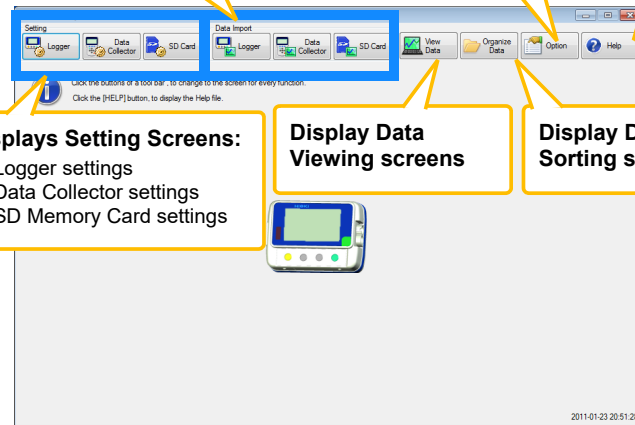 Setting
Logger
Data
Collector
SD Card
Data Import
Logger
Data
Collector
SD Card
View
Data
Organize
Data
Option
Help
Click the buttons of a tool bar , to change to the screen for every function.
Click the [HELP] button, to display the Help file.
plays Setting Screens:
Logger settings
Data Collector settings
SD Memory Card settings
Display Data
Viewing screens
Display D
Sorting s
2011-01-23 20:51:28